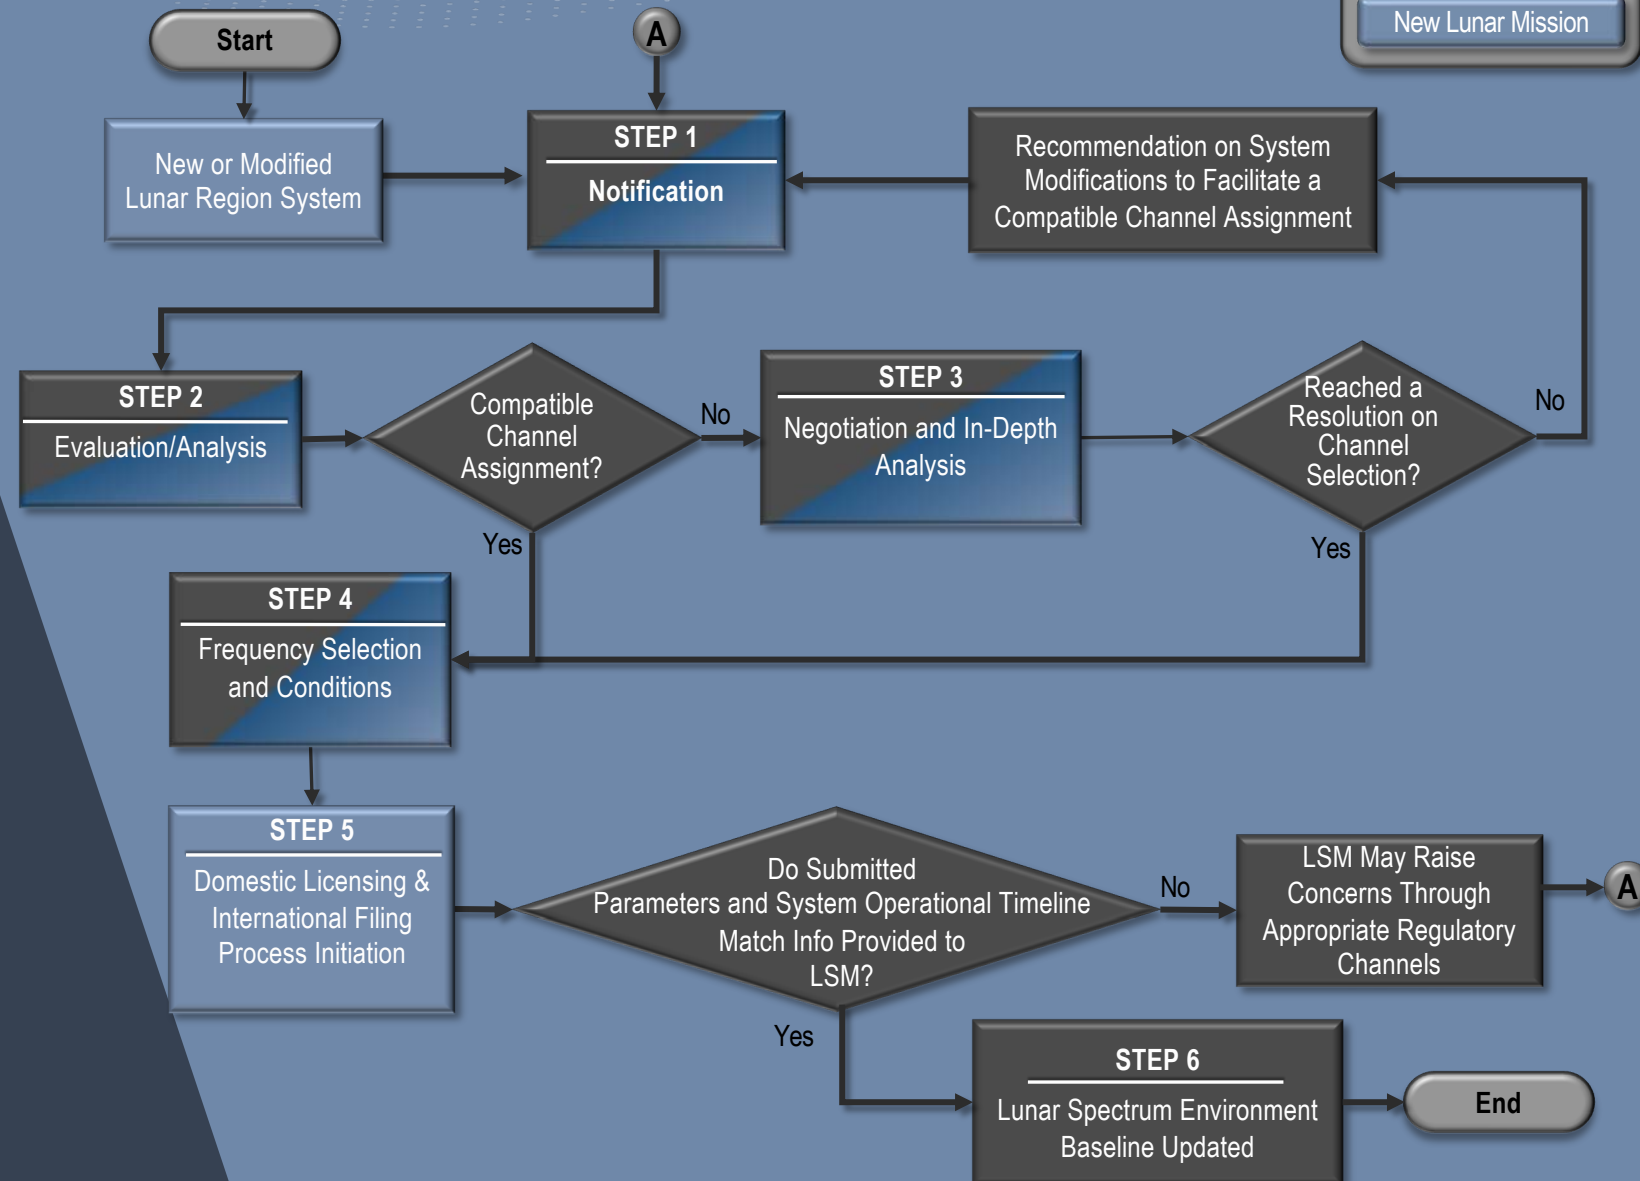 New Lunar Mission
Start
A
New or Modified
Lunar Region System
STEP 1
Notification
Recommendation on System
Modifications to Facilitate a
Compatible Channel Assignment
STEP 2
Evaluation/Analysis
Compatible
Channel
Assignment?
No
Yes
STEP 3
Negotiation and In-Depth
Analysis
Reached a
Resolution on
Channel
Selection?
No
Yes
STEP 4
Frequency Selection
and Conditions
STEP 5
Domestic Licensing &
International Filing
Process Initiation
Do Submitted
Parameters and System Operational Timeline
Match Info Provided to
LSM?
No
Yes
LSM May Raise
Concerns Through
Appropriate Regulatory
Channels
A
STEP 6
Lunar Spectrum Environment
Baseline Updated
End